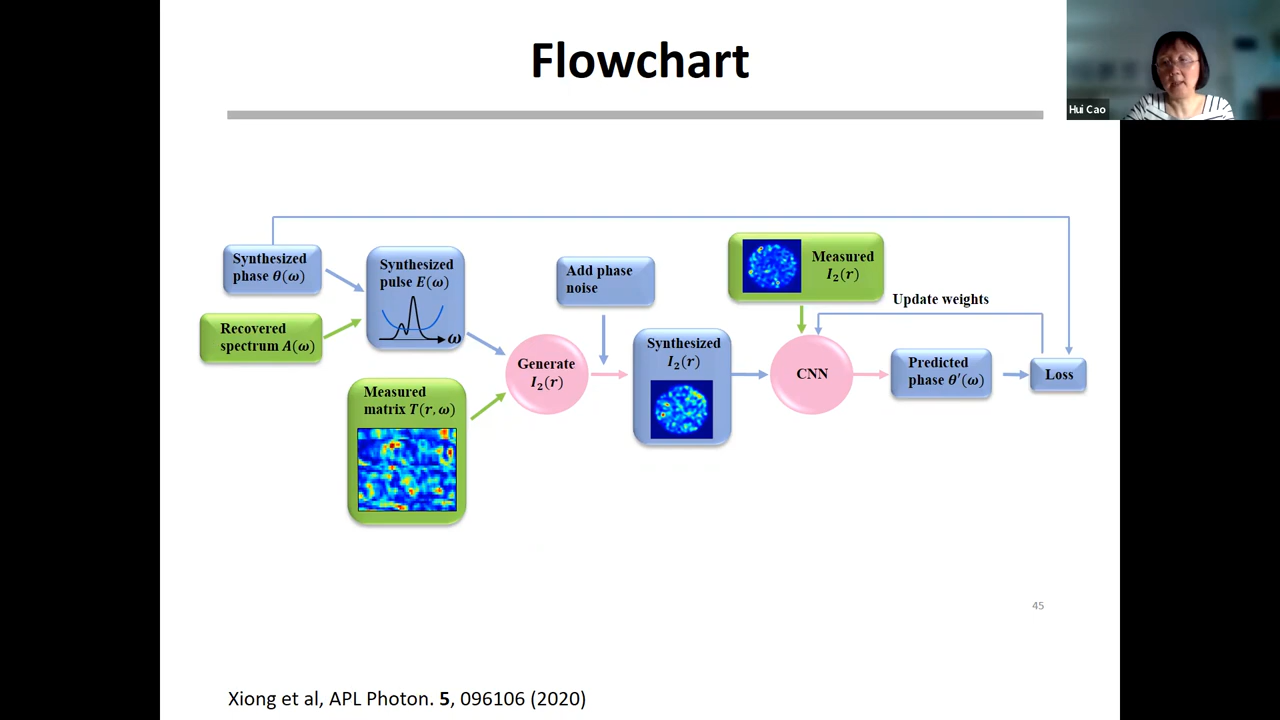 Flowchart
Hui Cao
Synthesized
phase θ(ω)
Recovered
spectrum A(ω)
Synthesized
pulse E(ω)
ω
Measured
matrix T(r, ω)
Generate
I₂(r)
Add phase
noise
Synthesized
I₂(r)
Measured
I₂(r)
Update weights
CNN
Predicted
phase θ′(ω)
Loss
45
Xiong et al, APL Photon. 5, 096106 (2020)